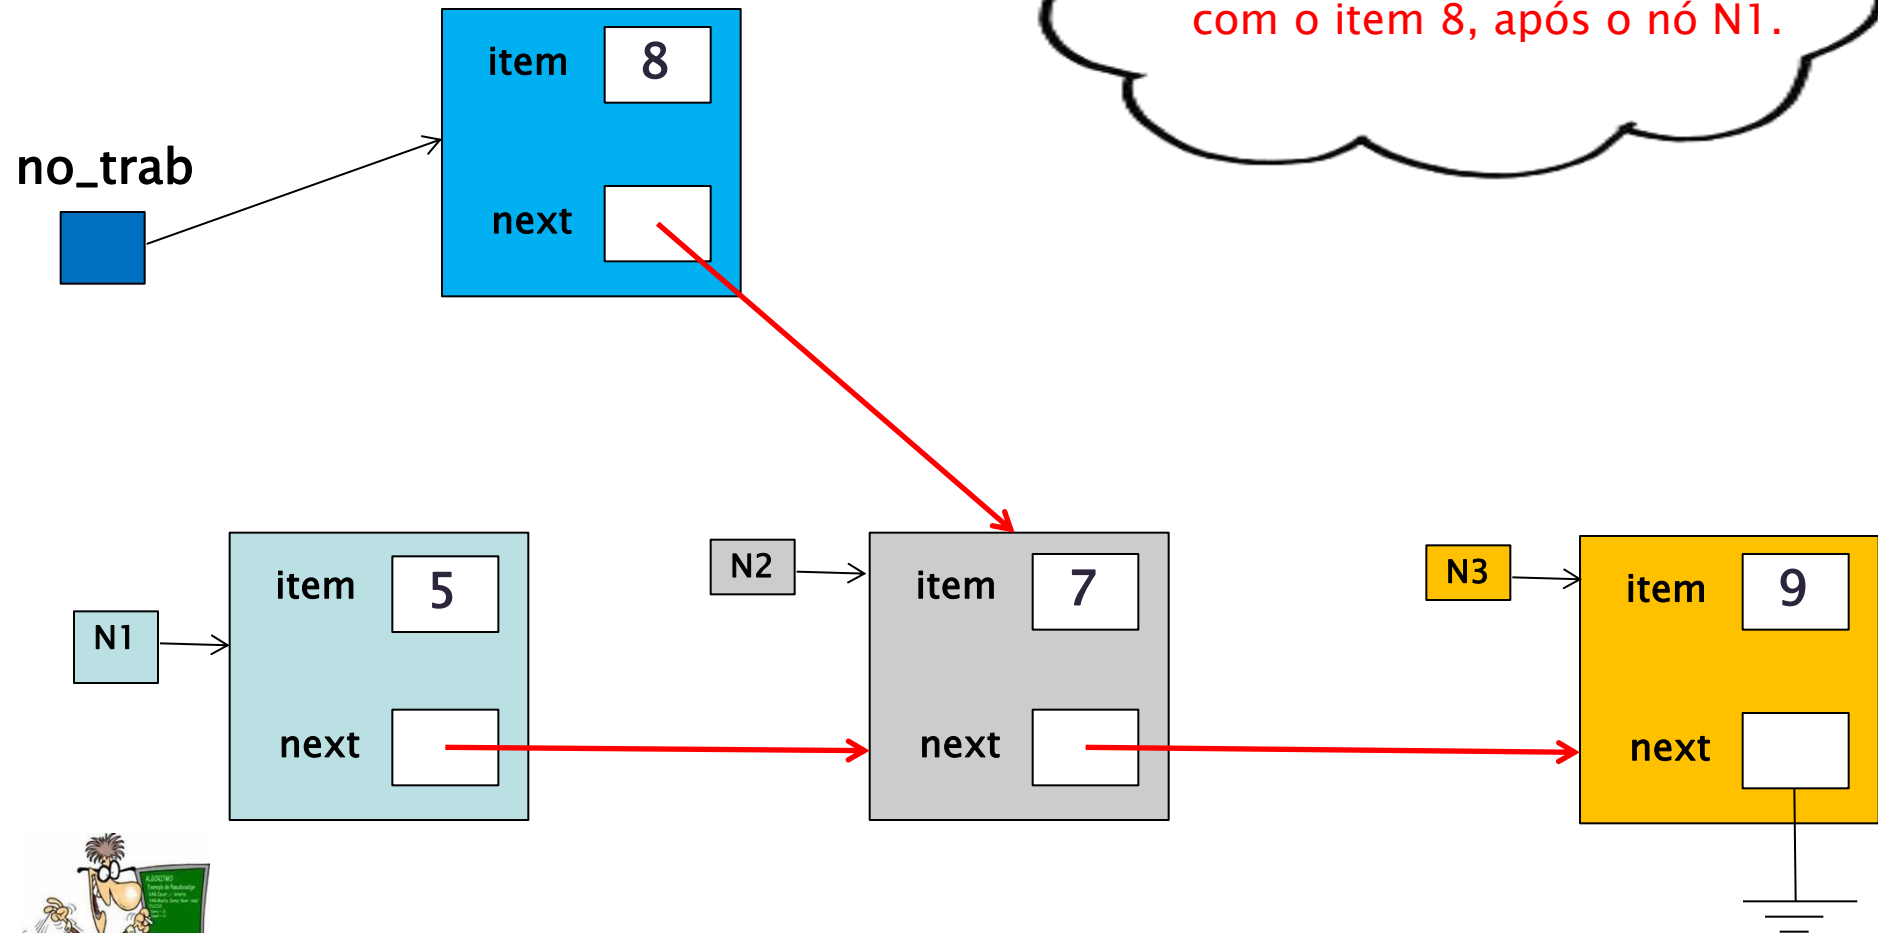 com o item 8, após o nó N1.
item 8
no_trab
next
N1
item 5
next
N2
item 7
next
N3
item 9
next
ALGORITMO